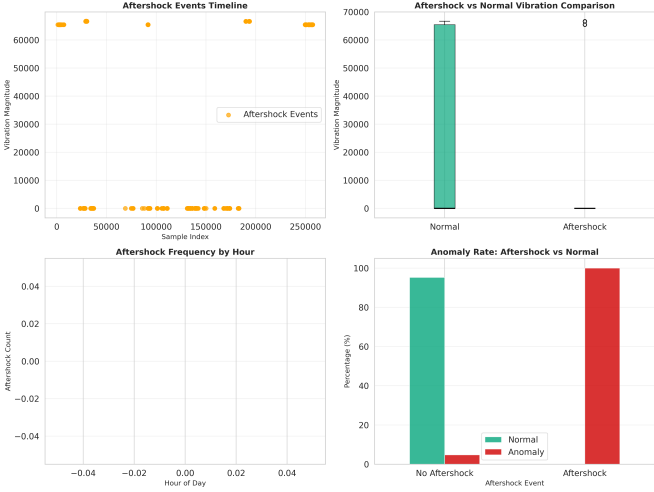 Aftershock Events Timeline
70000
60000
50000
40000
30000
20000
10000
0
Vibration Magnitude
Aftershock Events
0 50000 100000 150000 200000 250000
Sample Index
Aftershock vs Normal Vibration Comparison
70000
60000
50000
40000
30000
20000
10000
0
Vibration Magnitude
Normal Aftershock
Aftershock Frequency by Hour
0.04
0.02
0.00
−0.02
−0.04
Aftershock Count
−0.04 −0.02 0.00 0.02 0.04
Hour of Day
Anomaly Rate: Aftershock vs Normal
100
80
60
40
20
0
Percentage (%)
Normal
Anomaly
No Aftershock Aftershock
Aftershock Event